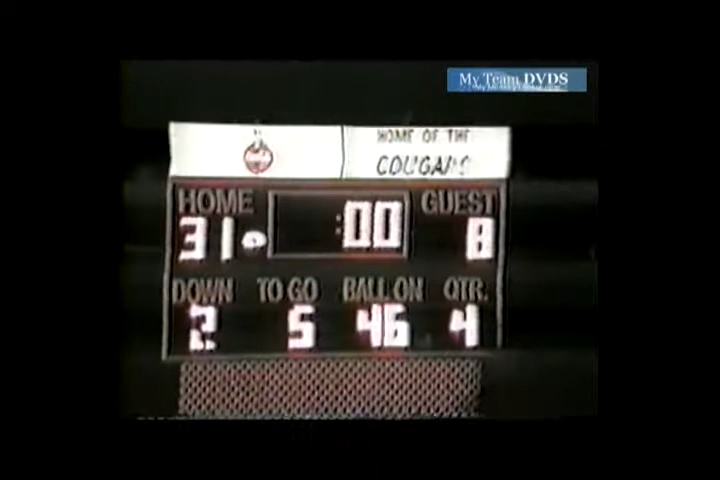 My Team DVDS
HOME OF THE
COUGARS
HOME :00 GUEST
31 8
DOWN TO GO BALL ON QTR.
2 5 46 4